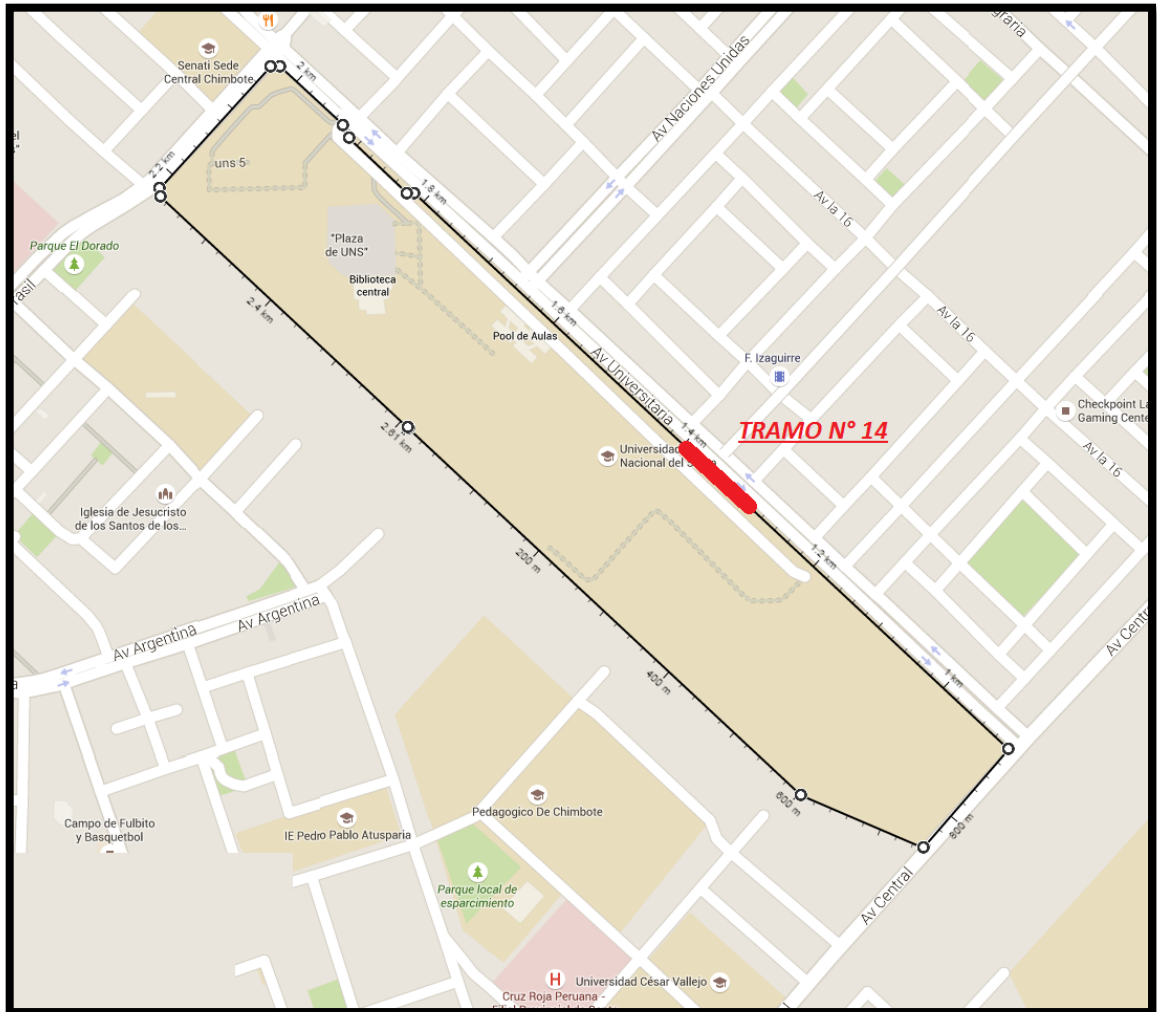 graria
Senati Sede
Central Chimbote
2 km
Av Naciones Unidas
el
uns 5
2.2 km
1.8 km
Av la 16
Parque El Dorado
"Plaza
de UNS"
Biblioteca
central
rasil
2.4 km
1.6 km
Av la 16
Pool de Aulas
Av Universitaria
F. Izaguirre
Checkpoint La
Gaming Cente
TRAMO N° 14
1.4 km
2.61 km
Universidad
Nacional del S
Av la 16
Iglesia de Jesucristo
de los Santos de los...
200 m
1.2 km
Av Argentina
Av Argentina
Av Centr
a
400 m
1 km
600 m
Pedagogico De Chimbote
Campo de Fulbito
y Basquetbol
IE Pedro Pablo Atusparia
800 m
Parque local de
esparcimiento
Av Central
H
Universidad César Vallejo
Cruz Roja Peruana -